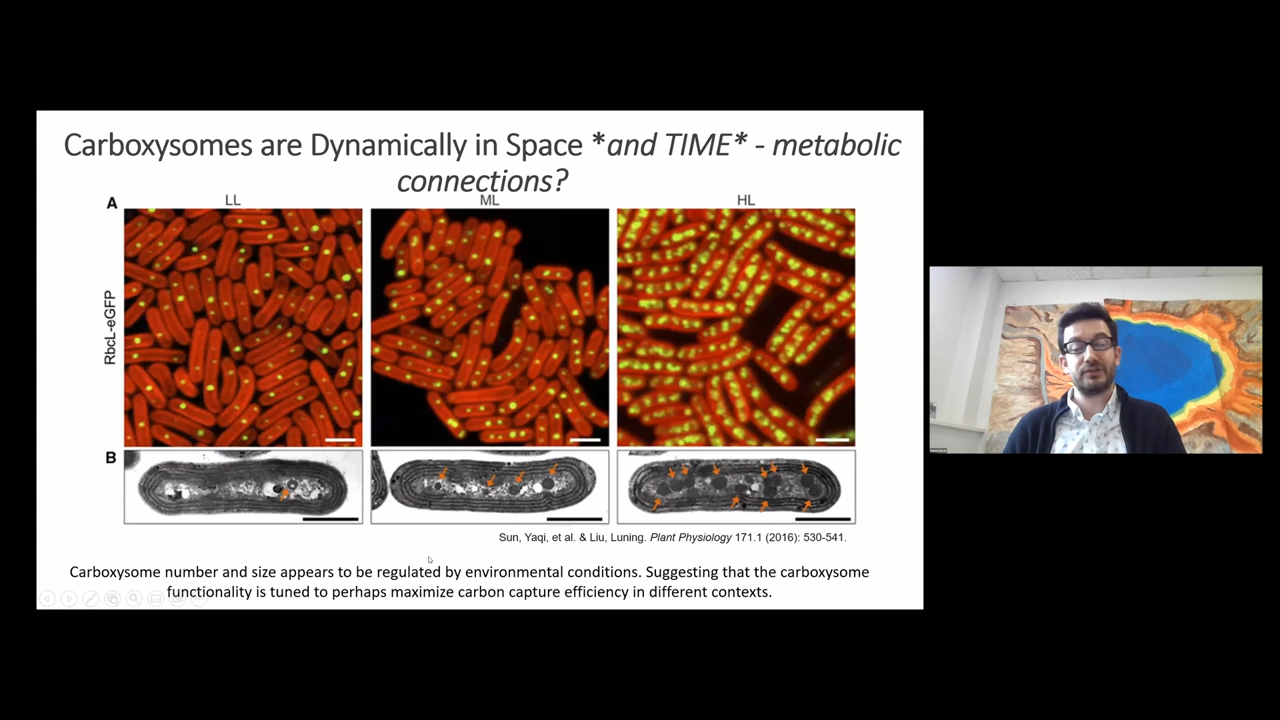 Carboxysomes are Dynamically in Space *and TIME* - metabolic
connections?
A
LL
ML
HL
RbcL-eGFP
B
Sun, Yaqi, et al. & Liu, Luning. Plant Physiology 171.1 (2016): 530-541.
Carboxysome number and size appears to be regulated by environmental conditions. Suggesting that the carboxysome
functionality is tuned to perhaps maximize carbon capture efficiency in different contexts.